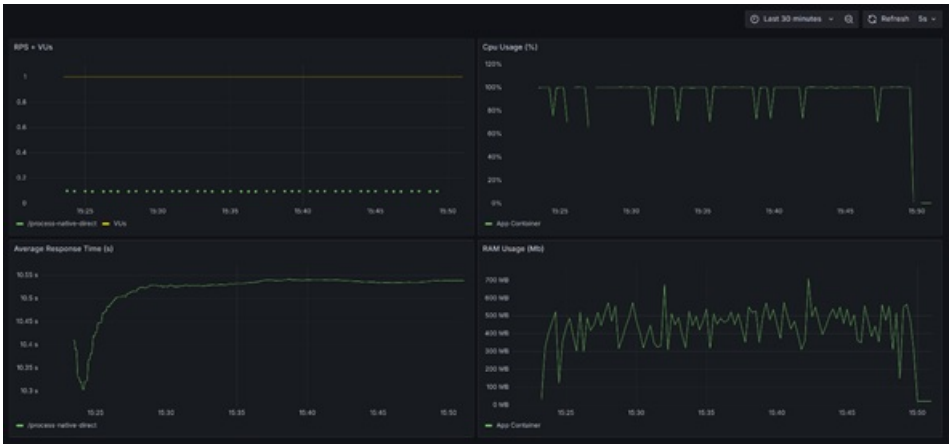 Last 30 minutes
Refresh 5s
RPS + VUs
1
0.8
0.6
0.4
0.2
0
15:25 15:30 15:35 15:40 15:45 15:50
/process-native-direct VUs
Cpu Usage (%)
120%
100%
80%
60%
40%
20%
0%
15:25 15:30 15:35 15:40 15:45 15:50
App Container
Average Response Time (s)
10.55 s
10.5 s
10.45 s
10.4 s
10.35 s
10.3 s
15:25 15:30 15:35 15:40 15:45 15:50
/process-native-direct
RAM Usage (Mb)
700 MB
600 MB
500 MB
400 MB
300 MB
200 MB
100 MB
0 MB
15:25 15:30 15:35 15:40 15:45 15:50
App Container